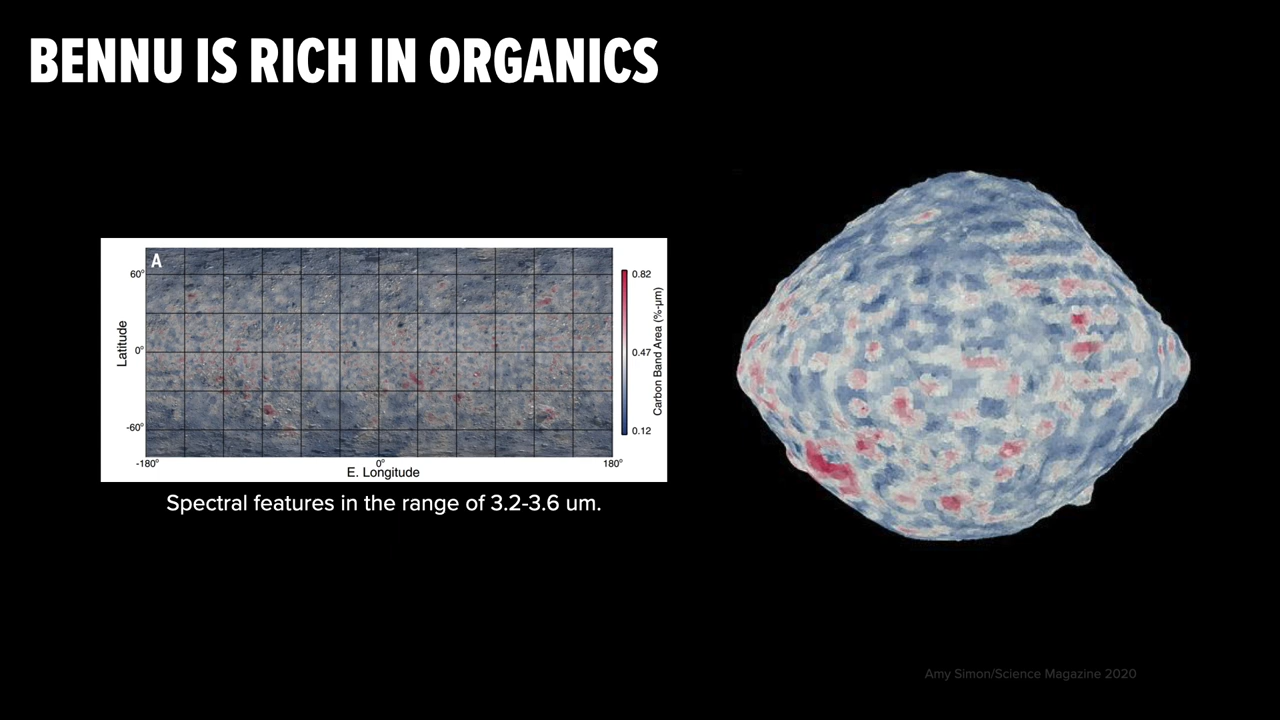 BENNU IS RICH IN ORGANICS
A
60°
0°
-60°
Latitude
-180°
0°
180°
E. Longitude
0.82
0.47
0.12
Carbon Band Area (%-μm)
Spectral features in the range of 3.2-3.6 um.
Amy Simon/Science Magazine 2020